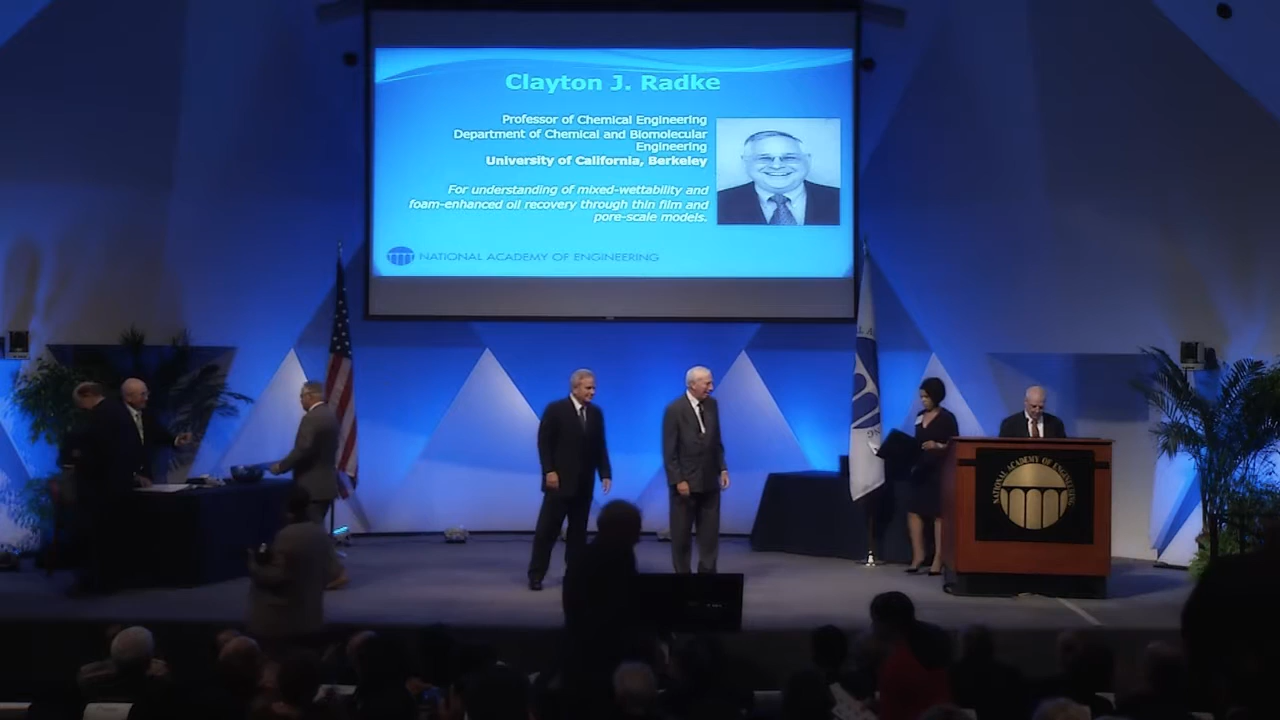 Clayton J. Radke
Professor of Chemical Engineering
Department of Chemical and Biomolecular
Engineering
University of California, Berkeley
For understanding of mixed-wettability and
foam-enhanced oil recovery through thin film and
pore-scale models.
NATIONAL ACADEMY OF ENGINEERING
NATIONAL ACADEMY OF ENGINEERING